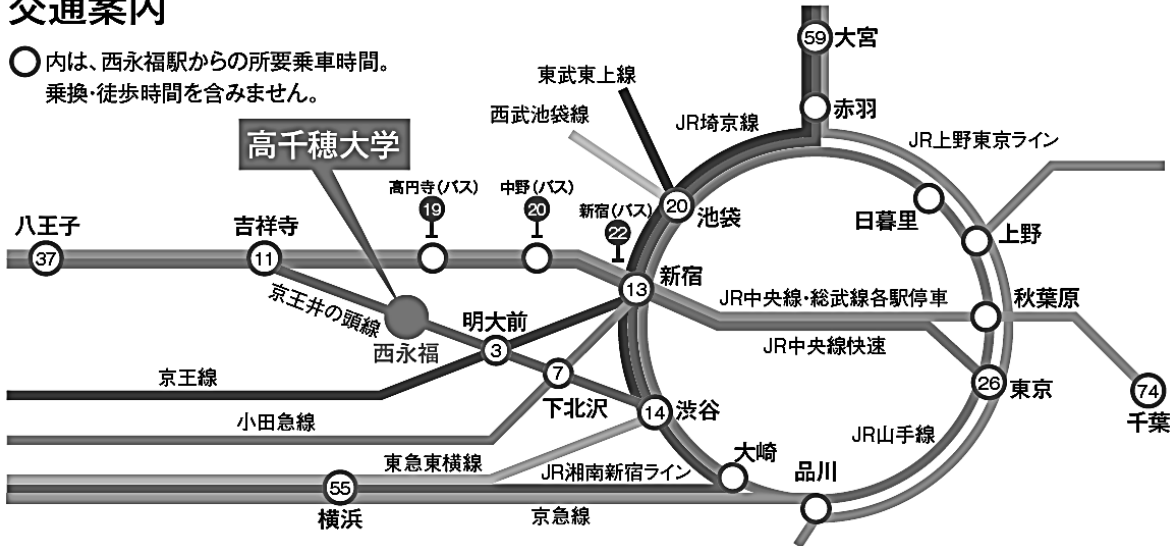 交通案内
○内は、西永福駅からの所要乗車時間。
乗換・徒歩時間を含みません。
高千穂大学
59 大宮
赤羽
東武東上線
西武池袋線
JR埼京線
JR上野東京ライン
高円寺(バス)
19
中野(バス)
20
新宿(バス)
22
20 池袋
日暮里
上野
八王子
37
吉祥寺
11
13 新宿
京王井の頭線
西永福
明大前
3
JR中央線・総武線各駅停車
秋葉原
JR中央線快速
京王線
7
下北沢
26 東京
74
千葉
小田急線
14 渋谷
JR山手線
東急東横線
JR湘南新宿ライン
大崎
品川
55
横浜
京急線